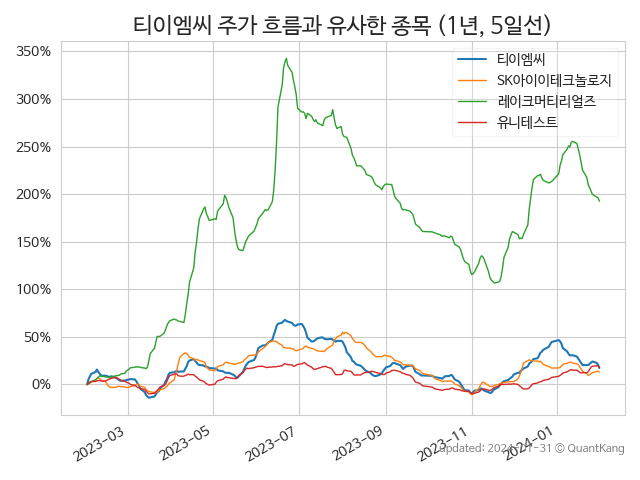 티이엠씨 주가 흐름과 유사한 종목 (1년, 5일선)
티이엠씨
SK아이이테크놀로지
레이크머티리얼즈
유니테스트
350%
300%
250%
200%
150%
100%
50%
0%
2023-03
2023-05
2023-07
2023-09
2023-11
2024-01
updated: 2024-01-31 © QuantKang